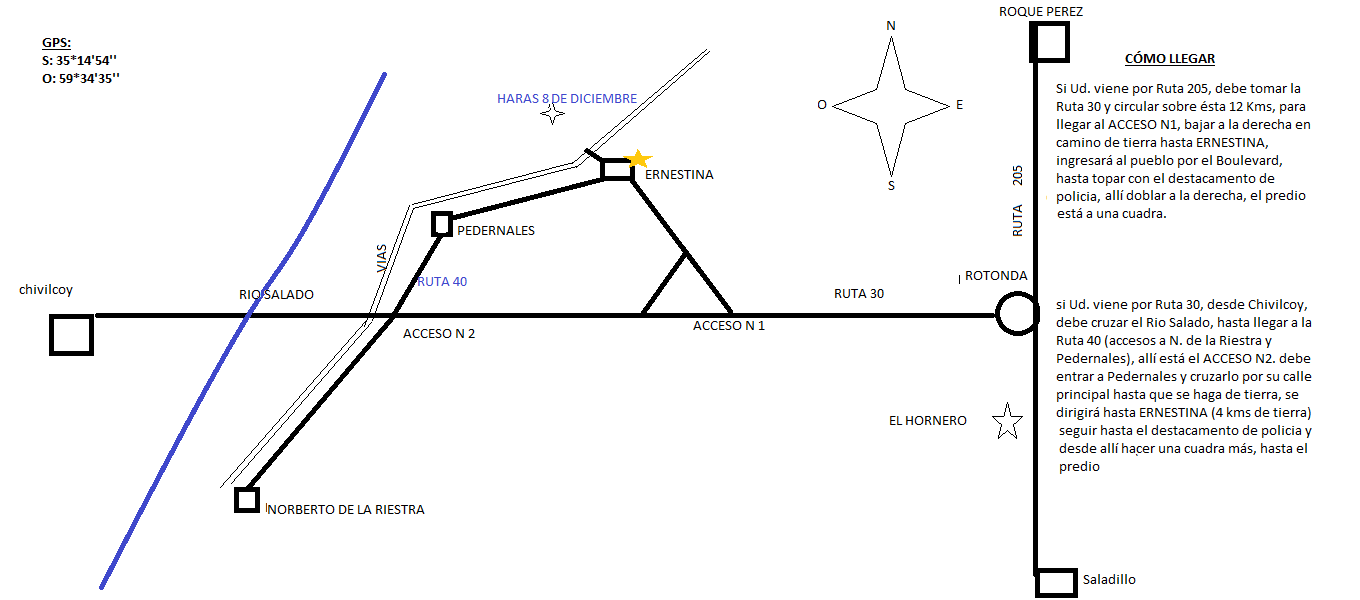 GPS:
S: 35*14'54''
O: 59*34'35''
HARAS 8 DE DICIEMBRE
N
O
E
S
ROQUE PEREZ
CÓMO LLEGAR
Si Ud. viene por Ruta 205, debe tomar la
Ruta 30 y circular sobre ésta 12 Kms, para
llegar al ACCESO N1, bajar a la derecha en
camino de tierra hasta ERNESTINA,
ingresará al pueblo por el Boulevard,
hasta topar con el destacamento de
policia, allí doblar a la derecha, el predio
está a una cuadra.
ERNESTINA
PEDERNALES
VIAS
RUTA 40
RUTA 205
ROTONDA
chivilcoy
RIO SALADO
RUTA 30
ACCESO N 2
ACCESO N 1
si Ud. viene por Ruta 30, desde Chivilcoy,
debe cruzar el Rio Salado, hasta llegar a la
Ruta 40 (accesos a N. de la Riestra y
Pedernales), allí está el ACCESO N2. debe
entrar a Pedernales y cruzarlo por su calle
principal hasta que se haga de tierra, se
dirigirá hasta ERNESTINA (4 kms de tierra)
seguir hasta el destacamento de policia y
desde allí haçer una cuadra más, hasta el
predio
EL HORNERO
NORBERTO DE LA RIESTRA
Saladillo